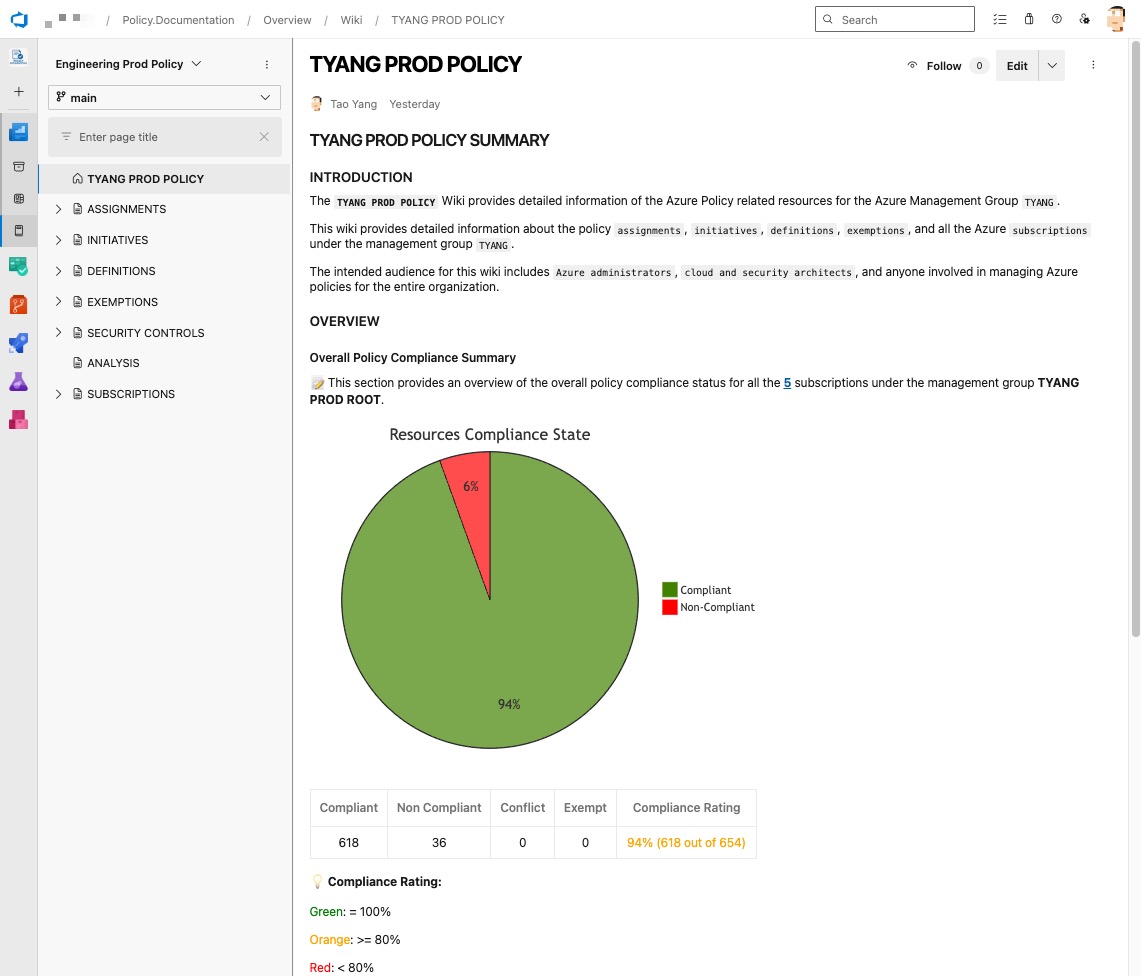 / Policy.Documentation / Overview / Wiki / TYANG PROD POLICY
Search
Engineering Prod Policy
main
Enter page title
TYANG PROD POLICY
ASSIGNMENTS
INITIATIVES
DEFINITIONS
EXEMPTIONS
SECURITY CONTROLS
ANALYSIS
SUBSCRIPTIONS
TYANG PROD POLICY
Follow 0 Edit
Tao Yang Yesterday
TYANG PROD POLICY SUMMARY
INTRODUCTION
The TYANG PROD POLICY Wiki provides detailed information of the Azure Policy related resources for the Azure Management Group TYANG.
This wiki provides detailed information about the policy assignments, initiatives, definitions, exemptions, and all the Azure subscriptions
under the management group TYANG.
The intended audience for this wiki includes Azure administrators, cloud and security architects, and anyone involved in managing Azure
policies for the entire organization.
OVERVIEW
Overall Policy Compliance Summary
📝 This section provides an overview of the overall policy compliance status for all the 5 subscriptions under the management group TYANG
PROD ROOT.
Resources Compliance State
6%
94%
Compliant
Non-Compliant
Compliant Non Compliant Conflict Exempt Compliance Rating
618 36 0 0 94% (618 out of 654)
💡 Compliance Rating:
Green: = 100%
Orange: >= 80%
Red: < 80%